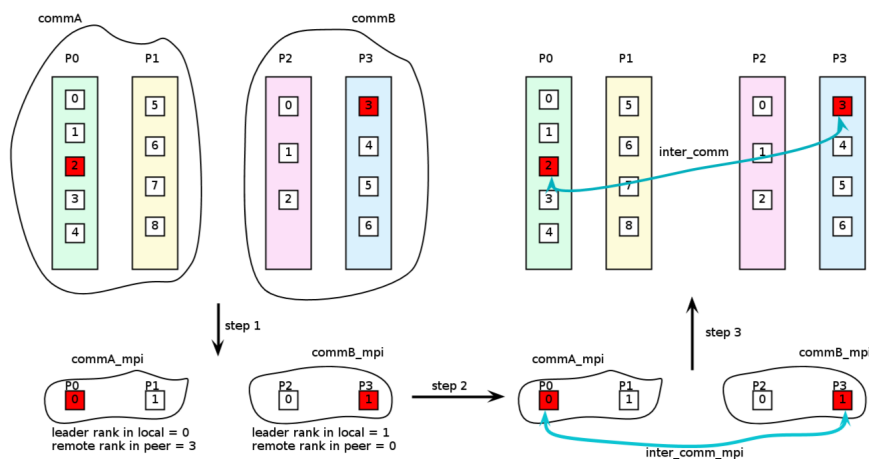 commA
commB
P0
P1
P2
P3
0
1
2
3
4
5
6
7
8
0
1
2
3
4
5
6
P0
P1
P2
P3
0
1
2
3
4
5
6
7
8
0
1
2
3
4
5
6
inter_comm
step 1
step 3
commA_mpi
P0
P1
0
1
leader rank in local = 0
remote rank in peer = 3
commB_mpi
P2
P3
0
1
leader rank in local = 1
remote rank in peer = 0
step 2
commA_mpi
P0
P1
0
1
commB_mpi
P2
P3
0
1
inter_comm_mpi